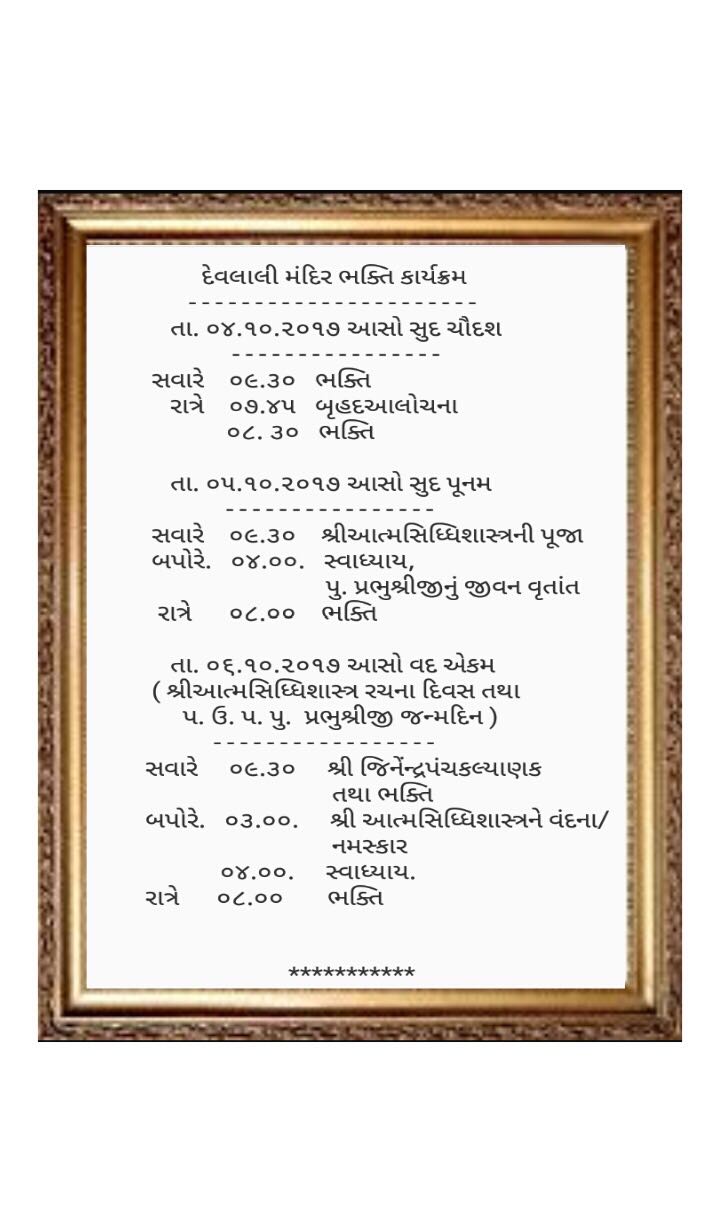 દેવલાલી મંદિર ભક્તિ કાર્યક્રમ
- - - - - - - - - - - - - - - - - - - - - -
તા. ૦૪.૧૦.૨૦૧૭ આસો સુદ ચૌદશ
- - - - - - - - - - - - - - - -
સવારે ૦૯.૩૦ ભક્તિ
રાત્રે ૦૭.૪૫ બૃહદઆલોચના
૦૮. ૩૦ ભક્તિ
તા. ૦૫.૧૦.૨૦૧૭ આસો સુદ પૂનમ
- - - - - - - - - - - - - - - -
સવારે ૦૯.૩૦ શ્રીઆત્મસિધ્ધિશાસ્ત્રની પૂજા
બપોરે. ૦૪.૦૦. સ્વાધ્યાય,
પુ. પ્રભુશ્રીજીનું જીવન વૃતાંત
રાત્રે ૦૮.૦૦ ભક્તિ
તા. ૦૬.૧૦.૨૦૧૭ આસો વદ એકમ
( શ્રીઆત્મસિધ્ધિશાસ્ત્ર રચના દિવસ તથા
પ. ઉ. પ. પુ. પ્રભુશ્રીજી જન્મદિન )
- - - - - - - - - - - - - - - - -
સવારે ૦૯.૩૦ શ્રી જિનેંન્દ્રપંચકલ્યાણક
તથા ભક્તિ
બપોરે. ૦૩.૦૦. શ્રી આત્મસિધ્ધિશાસ્ત્રને વંદના/
નમસ્કાર
૦૪.૦૦. સ્વાધ્યાય.
રાત્રે ૦૮.૦૦ ભક્તિ
***********